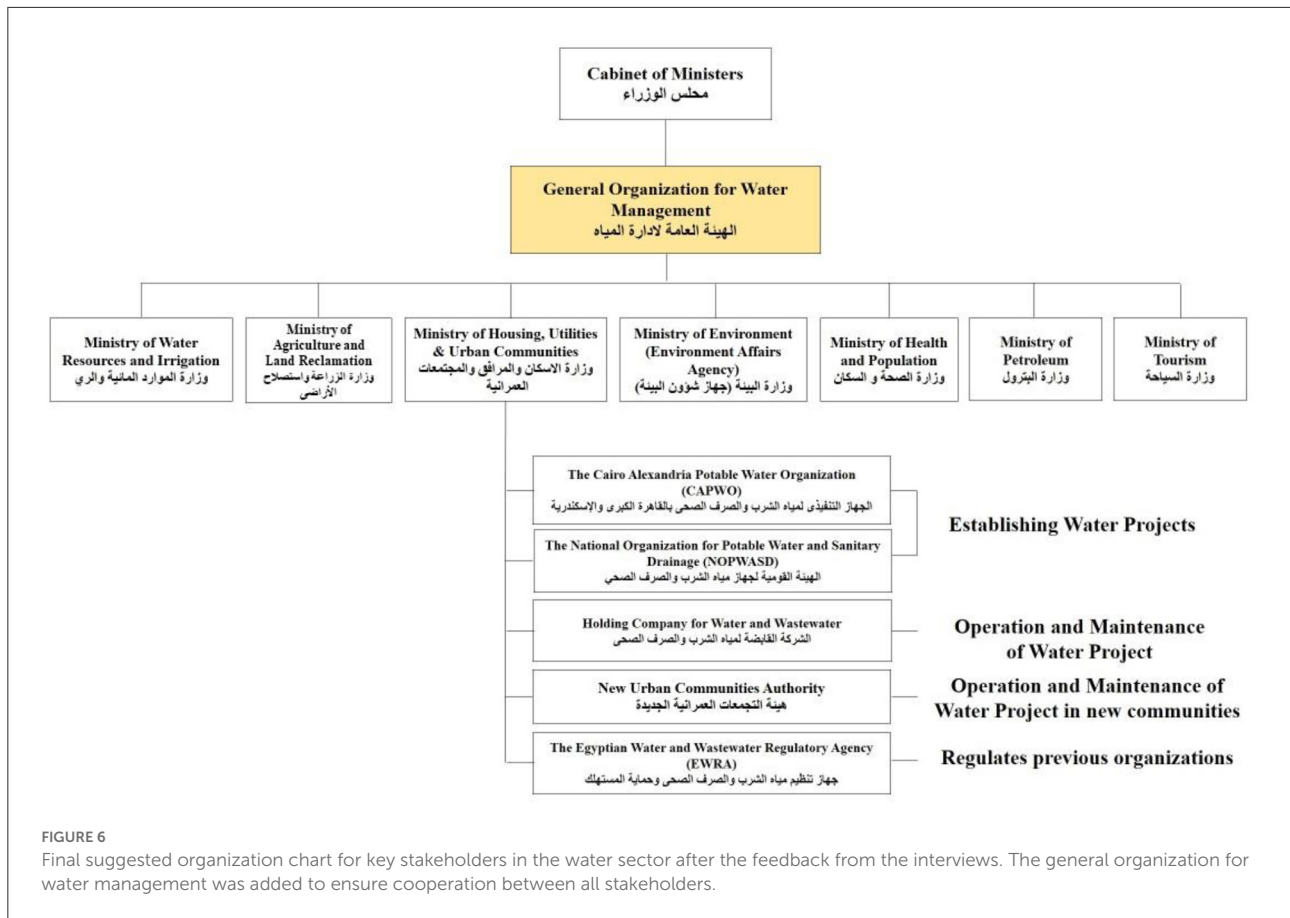 Cabinet of Ministers
مجلس الوزراء
General Organization for Water
Management
الهيئة العامة لادارة المياه
Ministry of Water
Resources and Irrigation
وزارة الموارد المائية والري
Ministry of
Agriculture and
Land Reclamation
وزارة الزراعة واستصلاح
الأراضى
Ministry of Housing, Utilities
& Urban Communities
وزارة الاسكان والمرافق والمجتمعات
العمرانية
Ministry of Environment
(Environment Affairs
Agency)
وزارة البيئة (جهاز شؤون البيئة)
Ministry of Health
and Population
وزارة الصحة و السكان
Ministry of
Petroleum
وزارة البترول
Ministry of
Tourism
وزارة السياحة
The Cairo Alexandria Potable Water Organization
(CAPWO)
الجهاز التنفيذى لمياه الشرب والصرف الصحى بالقاهرة الكبرى والإسكندرية
The National Organization for Potable Water and Sanitary
Drainage (NOPWASD)
الهيئة القومية لجهاز مياه الشرب والصرف الصحي
Establishing Water Projects
Holding Company for Water and Wastewater
الشركة القابضة لمياه الشرب والصرف الصحى
Operation and Maintenance
of Water Project
New Urban Communities Authority
هيئة التجمعات العمرانية الجديدة
Operation and Maintenance of
Water Project in new communities
The Egyptian Water and Wastewater Regulatory Agency
(EWRA)
جهاز تنظيم مياه الشرب والصرف الصحى وحماية المستهلك
Regulates previous organizations
FIGURE 6
Final suggested organization chart for key stakeholders in the water sector after the feedback from the interviews. The general organization for
water management was added to ensure cooperation between all stakeholders.